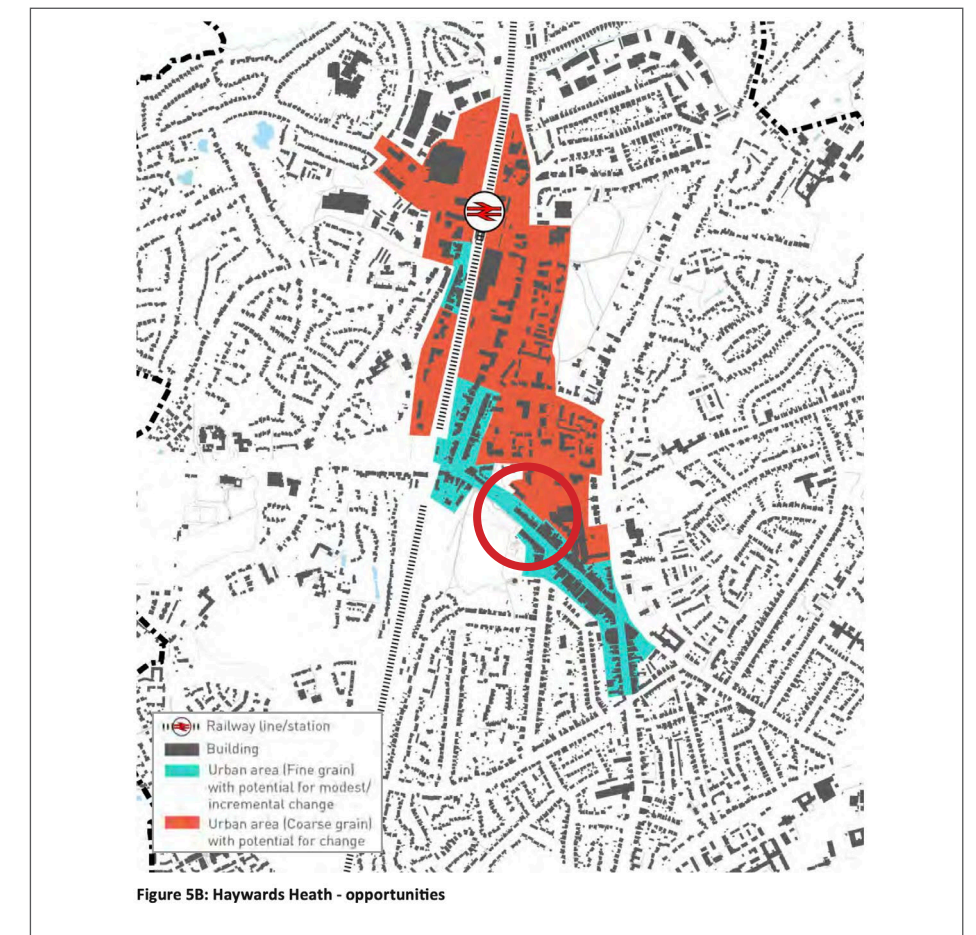 Railway line/station
Building
Urban area (Fine grain)
with potential for modest/
incremental change
Urban area (Coarse grain)
with potential for change
Figure 5B: Haywards Heath - opportunities